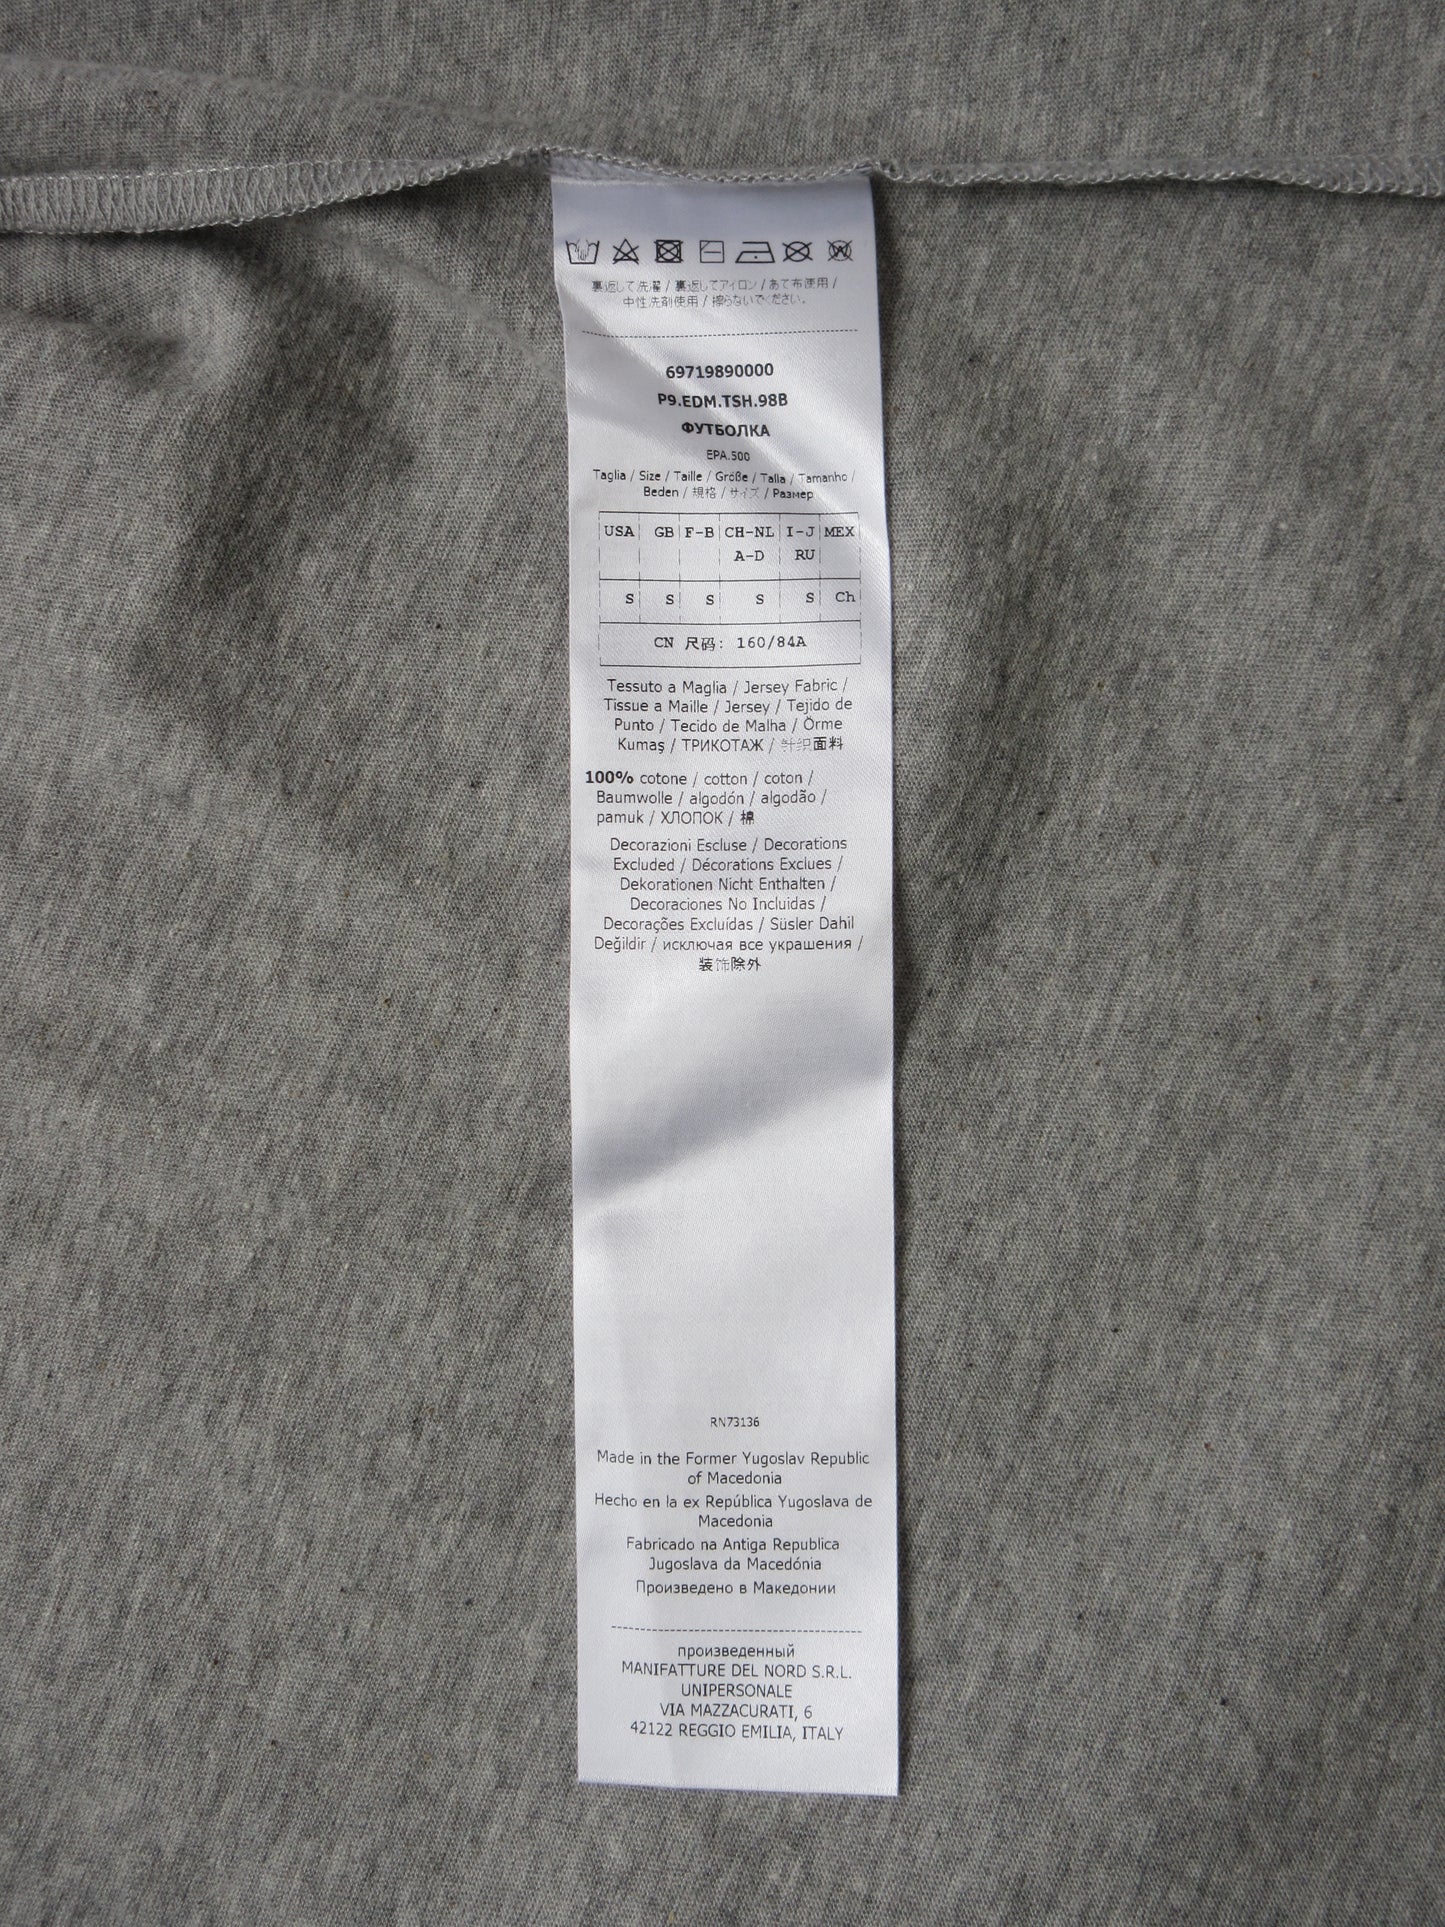 裏返して洗濯 / 裏返してアイロン / あて布使用 /
中性洗剤使用 / 擦らないでください。
69719890000
P9.EDM.TSH.98B
ФУТБОЛКА
EPA.500
Taglia / Size / Taille / Größe / Talla / Tamanho /
Beden / 規格 / サイズ / Размер
USA GB F-B CH-NL I-J MEX
A-D RU
S S S S S Ch
CN 尺码: 160/84A
Tessuto a Maglia / Jersey Fabric /
Tissue a Maille / Jersey / Tejido de
Punto / Tecido de Malha / Örme
Kumaş / ТРИКОТАЖ / 针织面料
100% cotone / cotton / coton /
Baumwolle / algodón / algodão /
pamuk / ХЛОПОК / 棉
Decorazioni Escluse / Decorations
Excluded / Décorations Exclues /
Dekorationen Nicht Enthalten /
Decoraciones No Incluidas /
Decorações Excluídas / Süsler Dahil
Değildir / исключая все украшения /
装饰除外
RN73136
Made in the Former Yugoslav Republic
of Macedonia
Hecho en la ex República Yugoslava de
Macedonia
Fabricado na Antiga Republica
Jugoslava da Macedónia
Произведено в Македонии
произведенный
MANIFATTURE DEL NORD S.R.L.
UNIPERSONALE
VIA MAZZACURATI, 6
42122 REGGIO EMILIA, ITALY